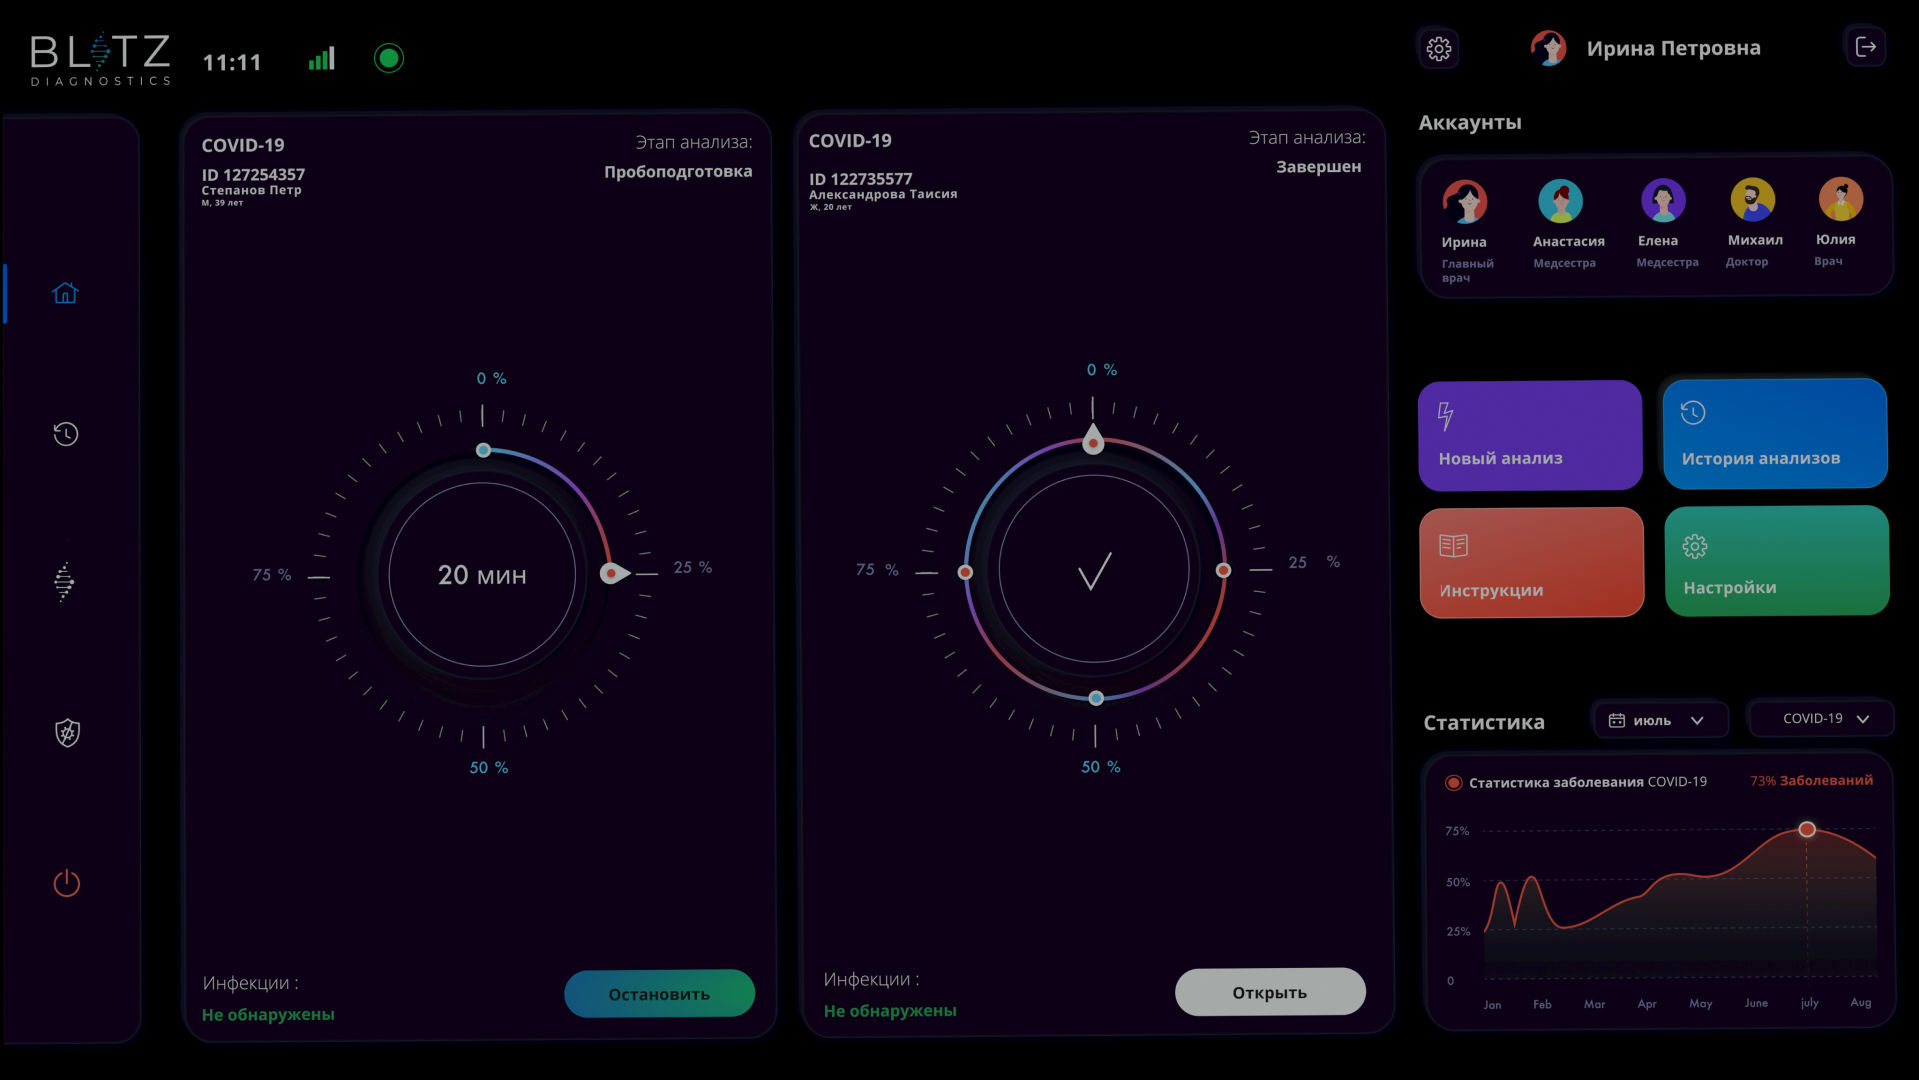 BLITZ
DIAGNOSTICS
11:11
Ирина Петровна
COVID-19
ID 127254357
Степанов Петр
М, 39 лет
Этап анализа:
Пробоподготовка
0 %
25 %
50 %
75 %
20 мин
Инфекции :
Не обнаружены
Остановить
COVID-19
ID 122735577
Александрова Таисия
Ж, 20 лет
Этап анализа:
Завершен
0 %
25 %
50 %
75 %
Инфекции :
Не обнаружены
Открыть
Аккаунты
Ирина
Главный
врач
Анастасия
Медсестра
Елена
Медсестра
Михаил
Доктор
Юлия
Врач
Новый анализ
История анализов
Инструкции
Настройки
Статистика
июль
COVID-19
Статистика заболевания COVID-19
73% Заболеваний
75%
50%
25%
0
Jan Feb Mar Apr May June july Aug